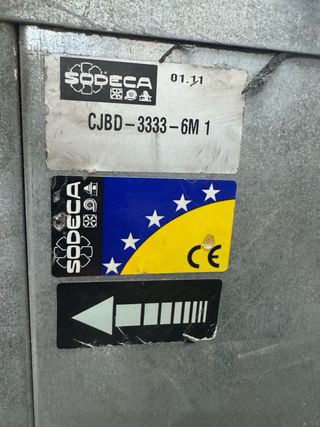 SODECA
01.11
CJBD-3333-6M 1
SODECA
CE